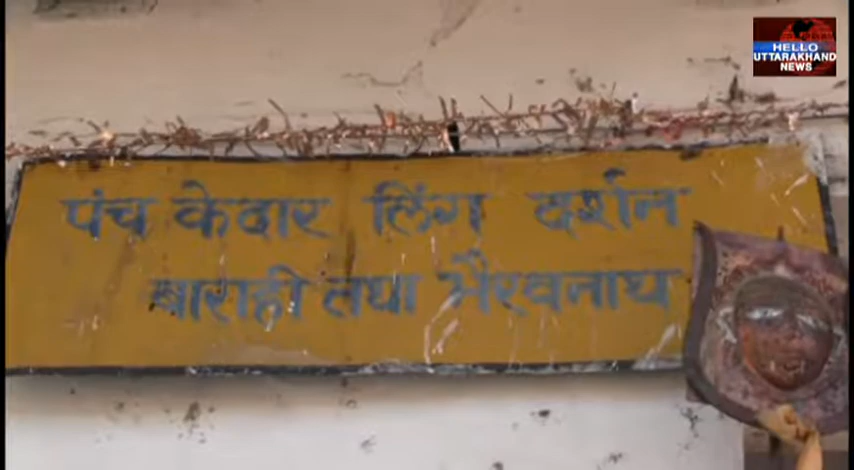 HELLO
UTTARAKHAND
NEWS
पंच केदार लिंग दर्शन
बाराही तथा भैरवनाथ